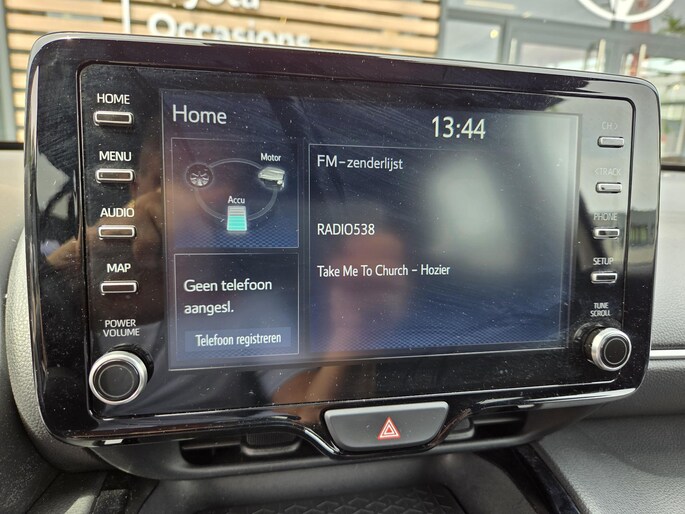 Occasions
HOME
MENU
AUDIO
MAP
POWER
VOLUME
Home
13:44
Motor
Accu
FM-zenderlijst
RADIO538
Take Me To Church - Hozier
Geen telefoon
aangesl.
Telefoon registreren
CH
TRACK
PHONE
SETUP
TUNE
SCROLL